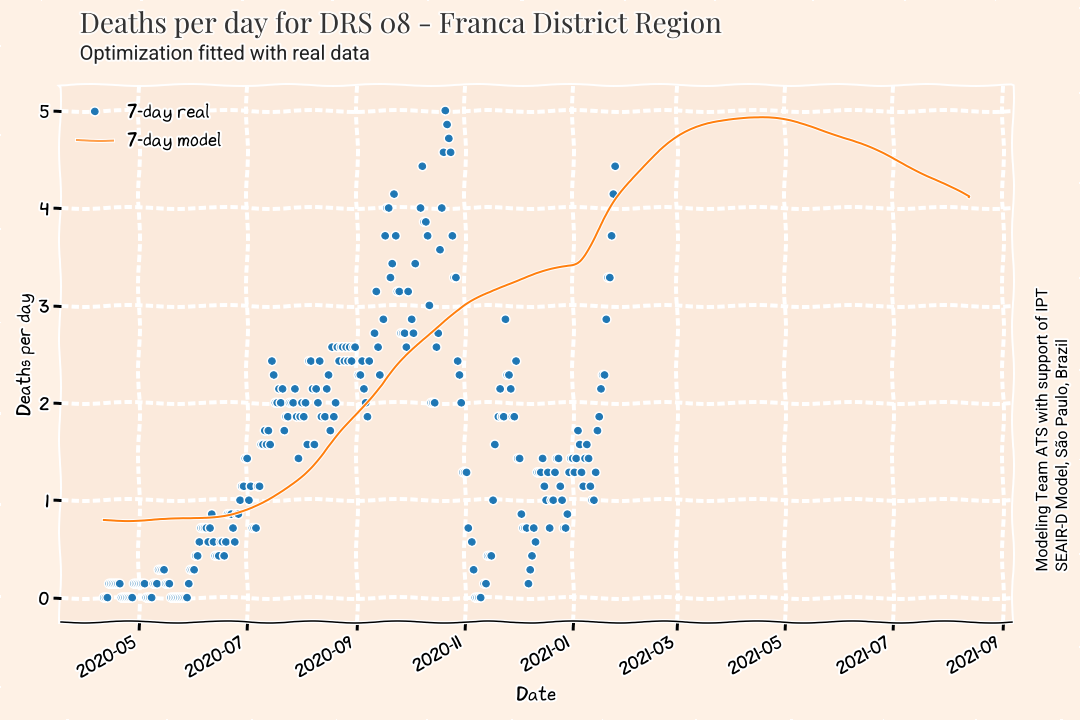 Deaths per day for DRS 08 - Franca District Region
Optimization fitted with real data
7-day real
7-day model
5
4
3
2
1
0
Deaths per day
2020-05
2020-07
2020-09
2020-11
2021-01
2021-03
2021-05
2021-07
2021-09
Date
Modeling Team ATS with support of IPT
SEAIR-D Model, São Paulo, Brazil